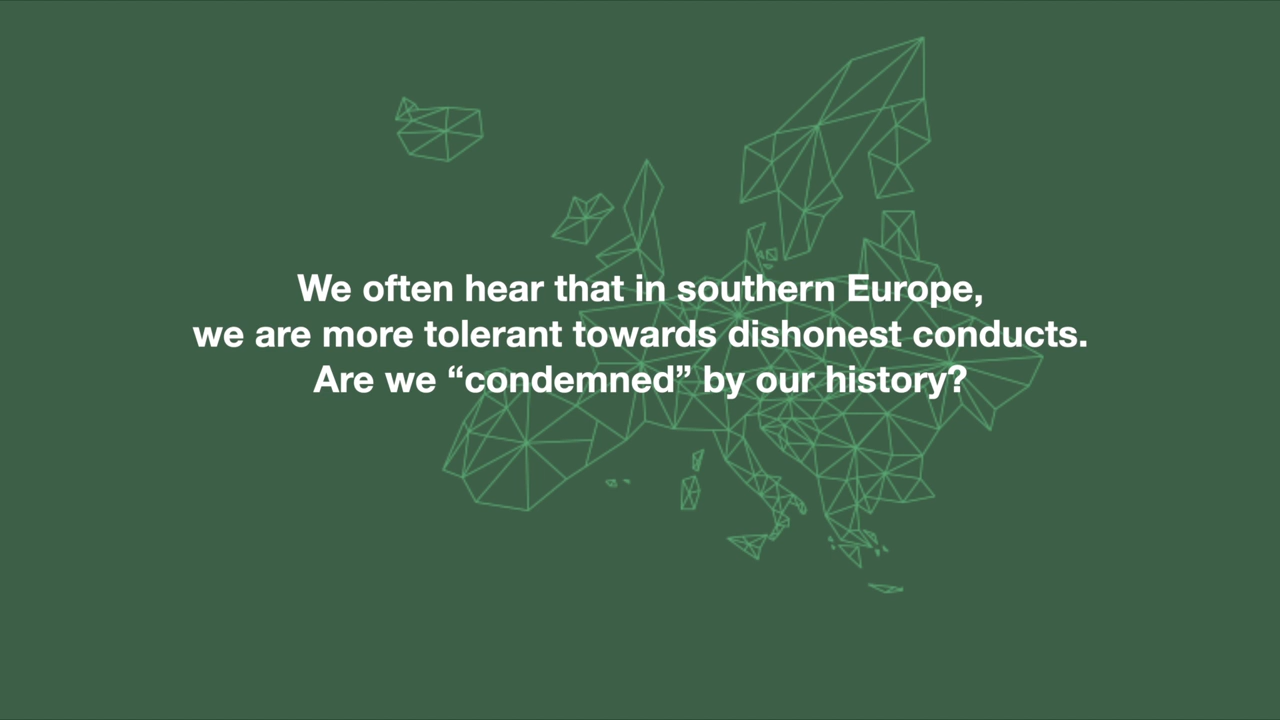 We often hear that in southern Europe,
we are more tolerant towards dishonest conducts.
Are we “condemned” by our history?